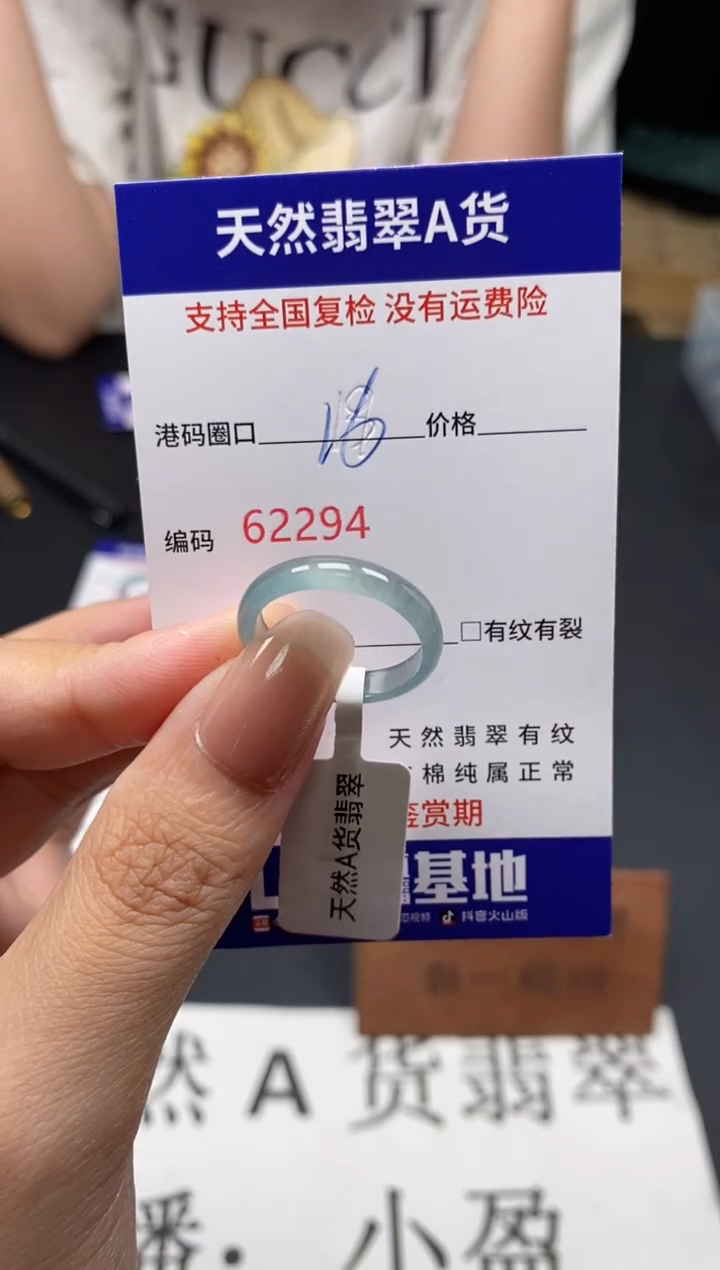 GUCCI
天然翡翠A货
支持全国复检 没有运费险
港码圈口 价格
编码 62294
□有纹有裂
天然翡翠有纹
棉纯属正常
鉴赏期
基地
抖音火山版
天然A货翡翠
然A货翡翠
播：小盈